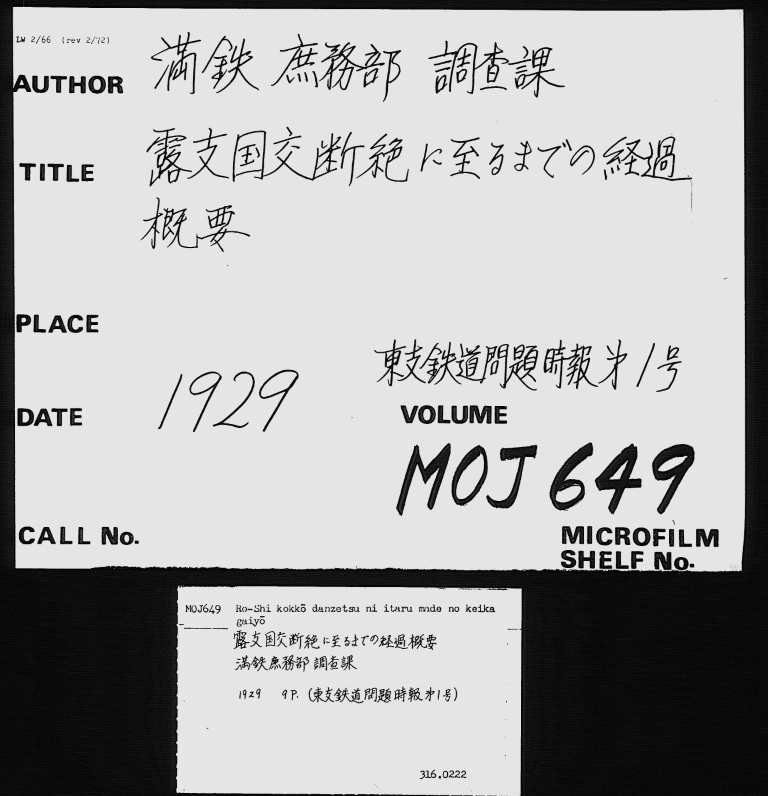 LW 2/66 (rev 2/72)
AUTHOR 満鉄 庶務部 調査課
TITLE 露支国交断絶に至るまでの経過
概要
PLACE
東支鉄道問題時報第1号
DATE 1929 VOLUME
MOJ 649
CALL No. MICROFILM
SHELF No.
MOJ649 Ro-Shi kokkō danzetsu ni itaru made no keika
gaiyō
露支国交断絶に至るまでの経過概要
満鉄庶務部調査課
1929 9P. (東支鉄道問題時報第1号)
316.0222